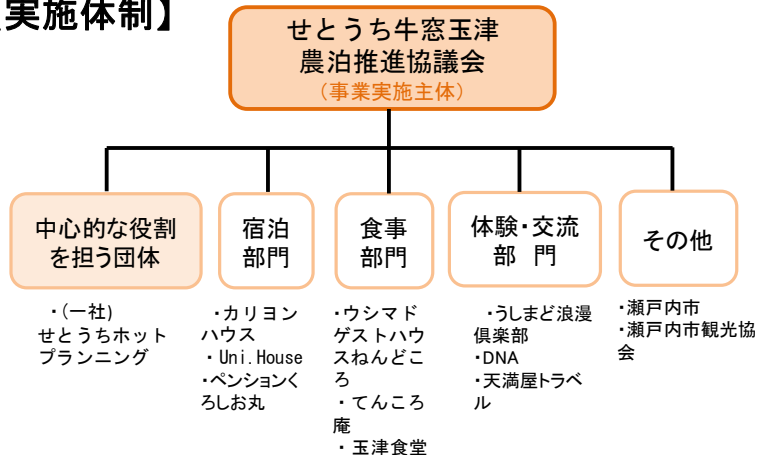 実施体制】
せとうち牛窓玉津
農泊推進協議会
（事業実施主体）
中心的な役割
を担う団体
・(一社)
せとうちホット
プランニング
宿泊
部門
・カリヨン
ハウス
・Uni.House
・ペンションく
ろしお丸
食事
部門
・ウシマド
ゲストハウ
スねんどこ
ろ
・てんころ
庵
・玉津食堂
体験・交流
部　門
・うしまど浪漫
倶楽部
・DNA
・天満屋トラベ
ル
その他
・瀬戸内市
・瀬戸内市観光協
会